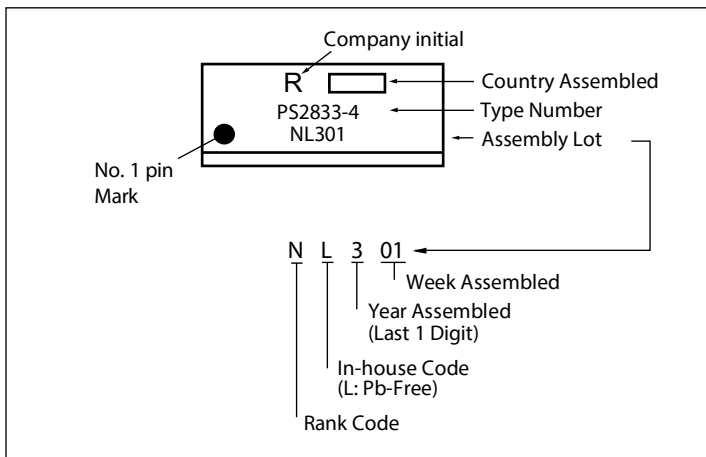 Company initial
R
Country Assembled
PS2833-4
Type Number
NL301
Assembly Lot
No. 1 pin
Mark
N L 3 01
Week Assembled
Year Assembled
(Last 1 Digit)
In-house Code
(L: Pb-Free)
Rank Code